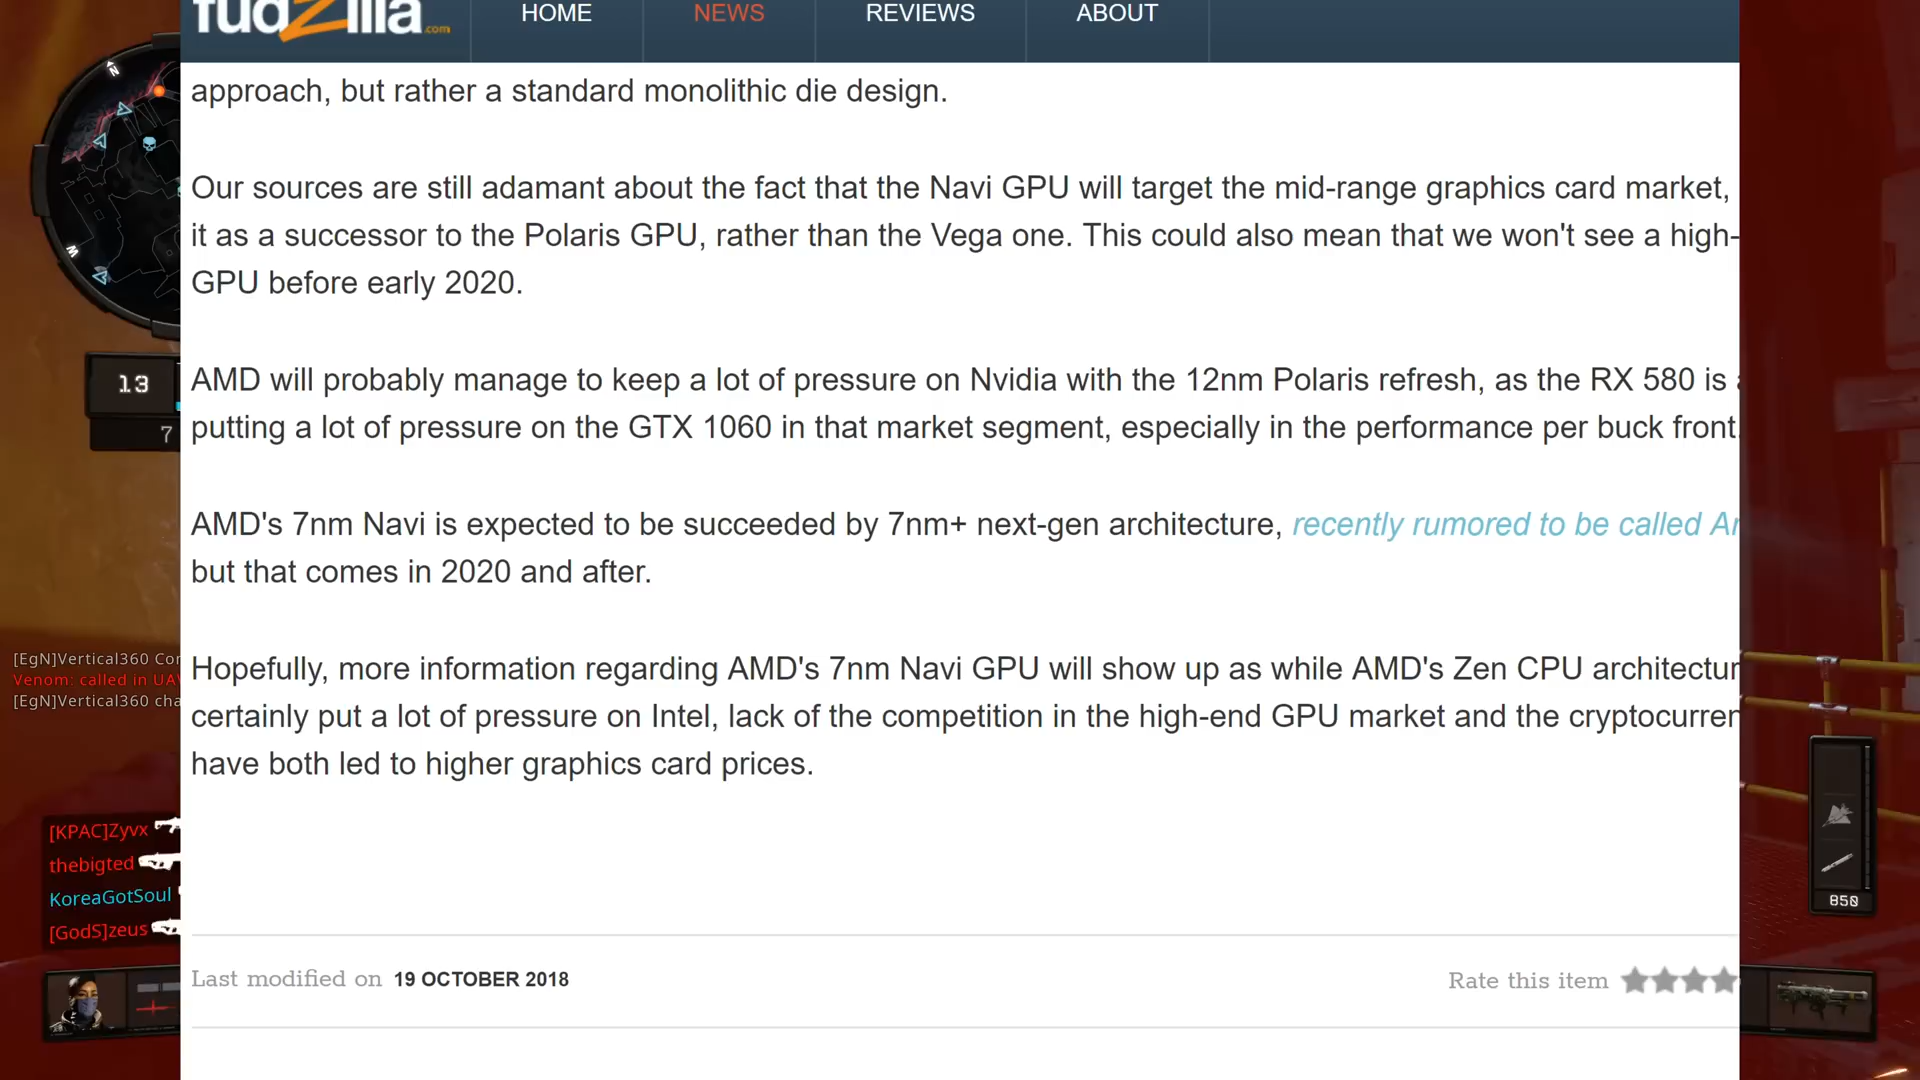 fudzilla.com HOME NEWS REVIEWS ABOUT
approach, but rather a standard monolithic die design.
N
Our sources are still adamant about the fact that the Navi GPU will target the mid-range graphics card market,
it as a successor to the Polaris GPU, rather than the Vega one. This could also mean that we won't see a high-
W
GPU before early 2020.
13
AMD will probably manage to keep a lot of pressure on Nvidia with the 12nm Polaris refresh, as the RX 580 is
7
putting a lot of pressure on the GTX 1060 in that market segment, especially in the performance per buck front.
AMD's 7nm Navi is expected to be succeeded by 7nm+ next-gen architecture, recently rumored to be called
but that comes in 2020 and after.
[EgN]Vertical360
Venom: called in
[EgN]Vertical360
Hopefully, more information regarding AMD's 7nm Navi GPU will show up as while AMD's Zen CPU
certainly put a lot of pressure on Intel, lack of the competition in the high-end GPU market and the
have both led to higher graphics card prices.
[KPAC]Zyvx
thebigted
KoreaGotSoul
[GodS]zeus
850
Last modified on 19 OCTOBER 2018
Rate this item